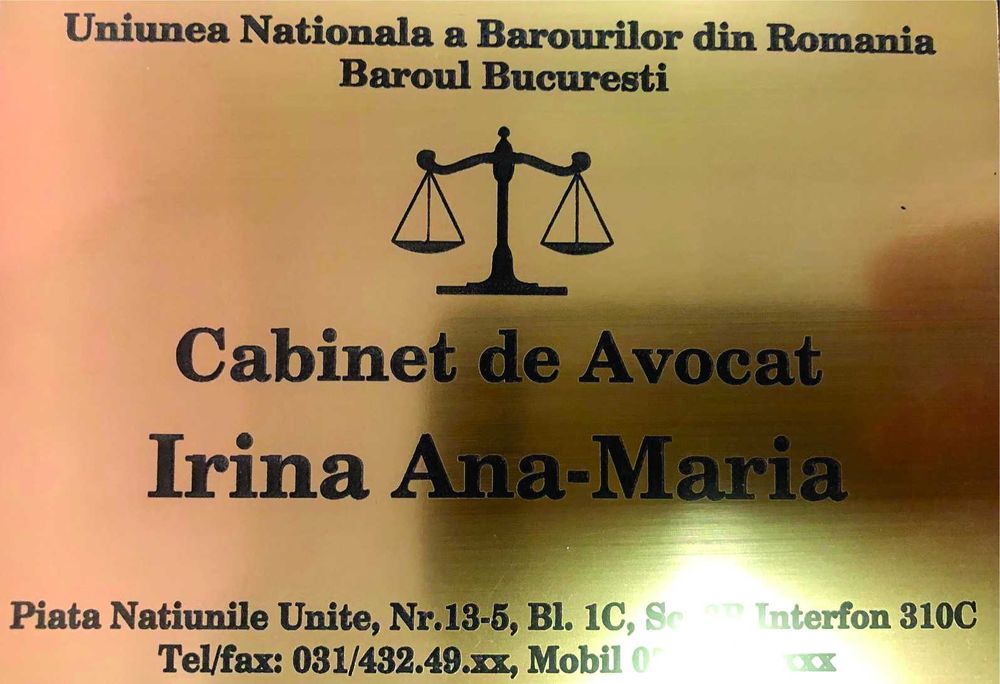 Uniunea Nationala a Barourilor din Romania
Baroul Bucuresti
Cabinet de Avocat
Irina Ana-Maria
Piata Natiunile Unite, Nr.13-5, Bl. 1C, Interfon 310C
Tel/fax: 031/432.49.xx, Mobil